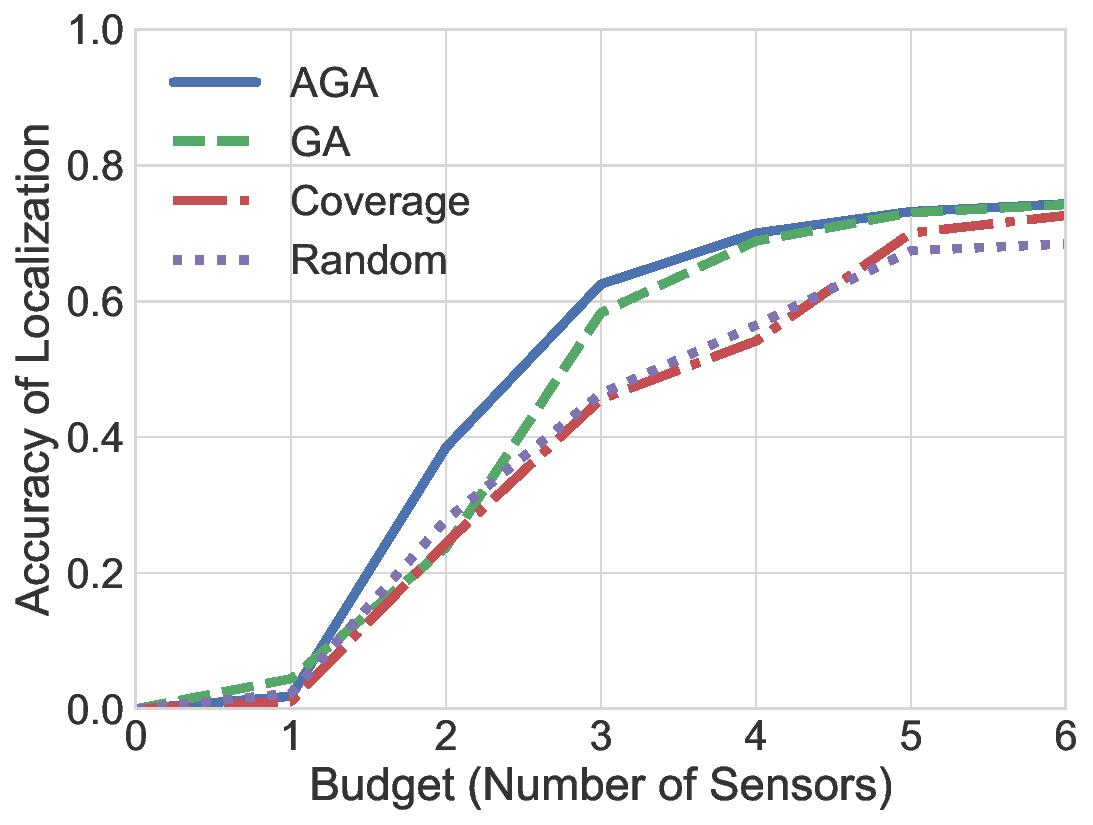 1.0
0.8
0.6
0.4
0.2
0.0
Accuracy of Localization
AGA
GA
Coverage
Random
0 1 2 3 4 5 6
Budget (Number of Sensors)